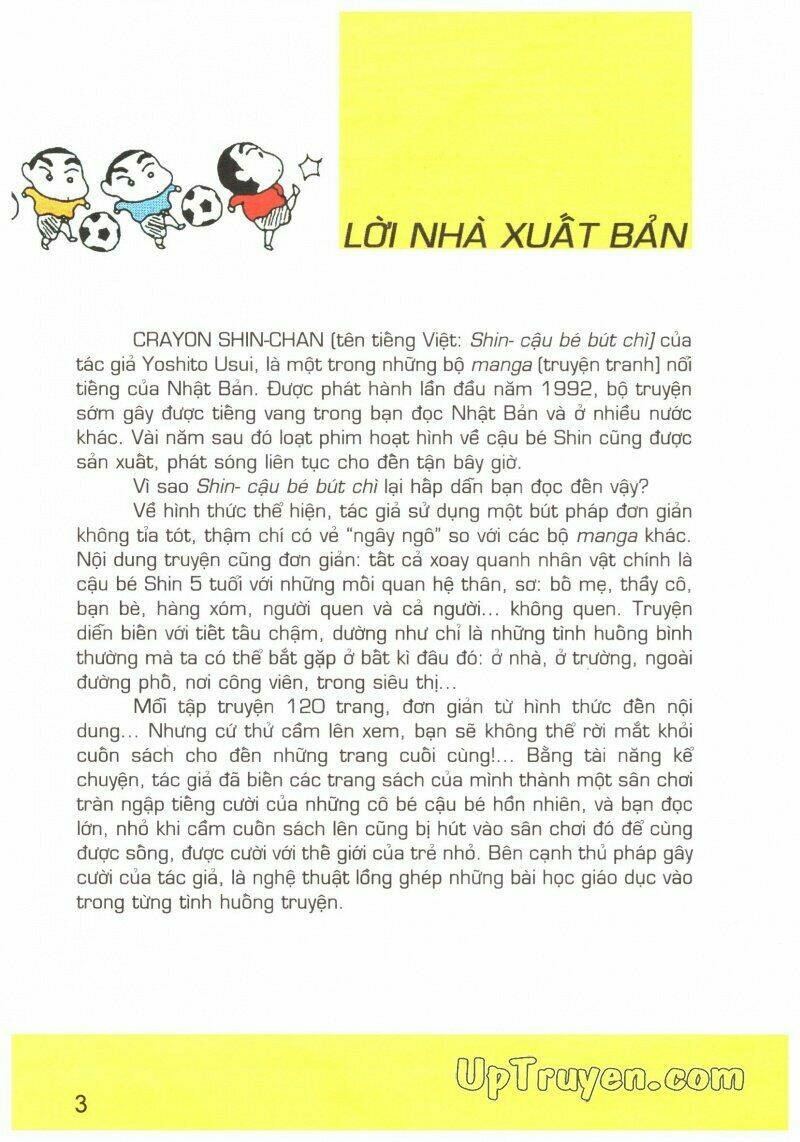 LỜI NHÀ XUẤT BẢN
CRAYON SHIN-CHAN (tên tiếng Việt: Shin- cậu bé bút chì) của
tác giả Yoshito Usui, là một trong những bộ manga (truyện tranh) nổi
tiếng của Nhật Bản. Được phát hành lần đầu năm 1992, bộ truyện
sớm gây được tiếng vang trong bạn đọc Nhật Bản và ở nhiều nước
khác. Vài năm sau đó loạt phim hoạt hình về cậu bé Shin cũng được
sản xuất, phát sóng liên tục cho đến tận bây giờ.
Vì sao Shin- cậu bé bút chì lại hấp dẫn bạn đọc đến vậy?
Về hình thức thể hiện, tác giả sử dụng một bút pháp đơn giản
không tỉa tót, thậm chí có vẻ “ngây ngô” so với các bộ manga khác.
Nội dung truyện cũng đơn giản: tất cả xoay quanh nhân vật chính là
cậu bé Shin 5 tuổi với những mối quan hệ thân, sơ: bố mẹ, thầy cô,
bạn bè, hàng xóm, người quen và cả người... không quen. Truyện
diễn biến với tiết tấu chậm, dường như chỉ là những tình huống bình
thường mà ta có thể bắt gặp ở bất kì đâu đó: ở nhà, ở trường, ngoài
đường phố, nơi công viên, trong siêu thị...
Mỗi tập truyện 120 trang, đơn giản từ hình thức đến nội
dung... Nhưng cứ thử cầm lên xem, bạn sẽ không thể rời mắt khỏi
cuốn sách cho đến những trang cuối cùng!... Bằng tài năng kể
chuyện, tác giả đã biến các trang sách của mình thành một sân chơi
tràn ngập tiếng cười của những cô bé cậu bé hồn nhiên, và bạn đọc
lớn, nhỏ khi cầm cuốn sách lên cũng bị hút vào sân chơi đó để cùng
được sống, được cười với thế giới của trẻ nhỏ. Bên cạnh thủ pháp gây
cười của tác giả, là nghệ thuật lồng ghép những bài học giáo dục vào
trong từng tình huống truyện.
UpTruyen.com
3